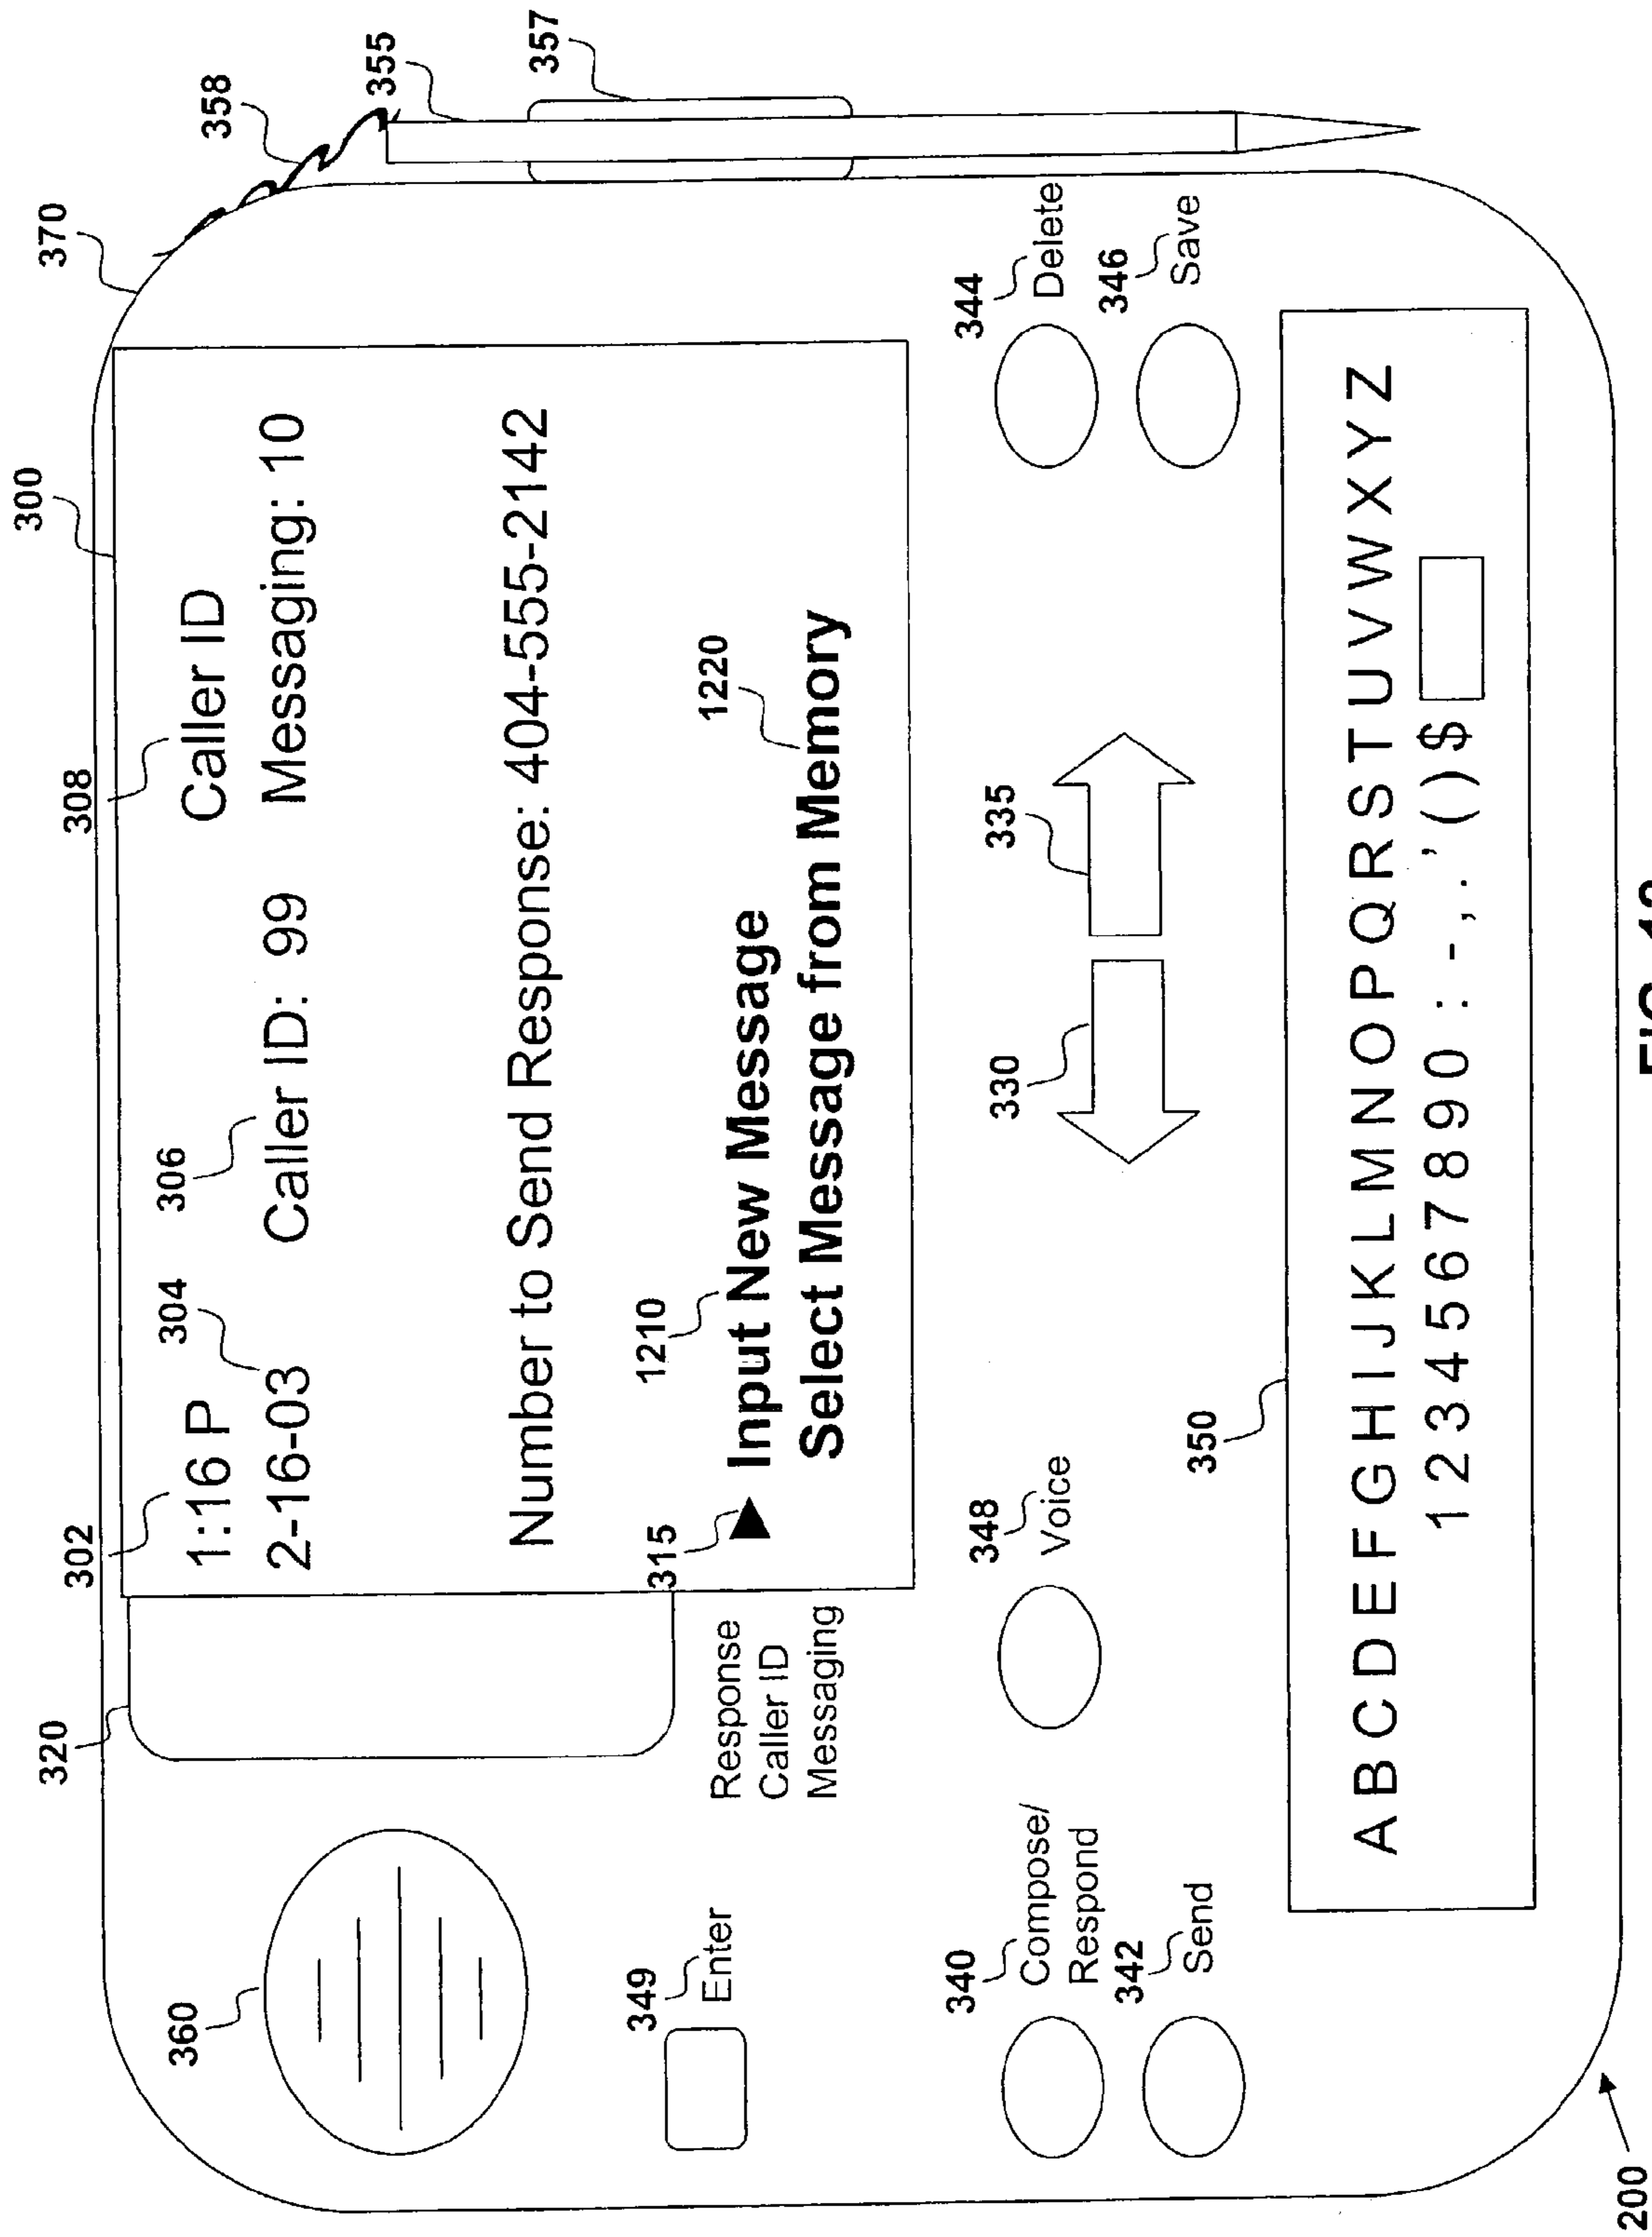 300
320 302 308 370
358
355
357
360 304 306
1:16 P Caller ID
2-16-03 Caller ID: 99 Messaging: 10
Number to Send Response: 404-555-2142
349 315 1210 1220
Enter
Response
Caller ID
Messaging
Input New Message
Select Message from Memory
340 348 330 335 344
Compose/
Respond
Voice
Delete
342 346
Send
Save
350
A B C D E F G H I J K L M N O P Q R S T U V W X Y Z
1 2 3 4 5 6 7 8 9 0 : - , . ' ( ) $
200
FIG.